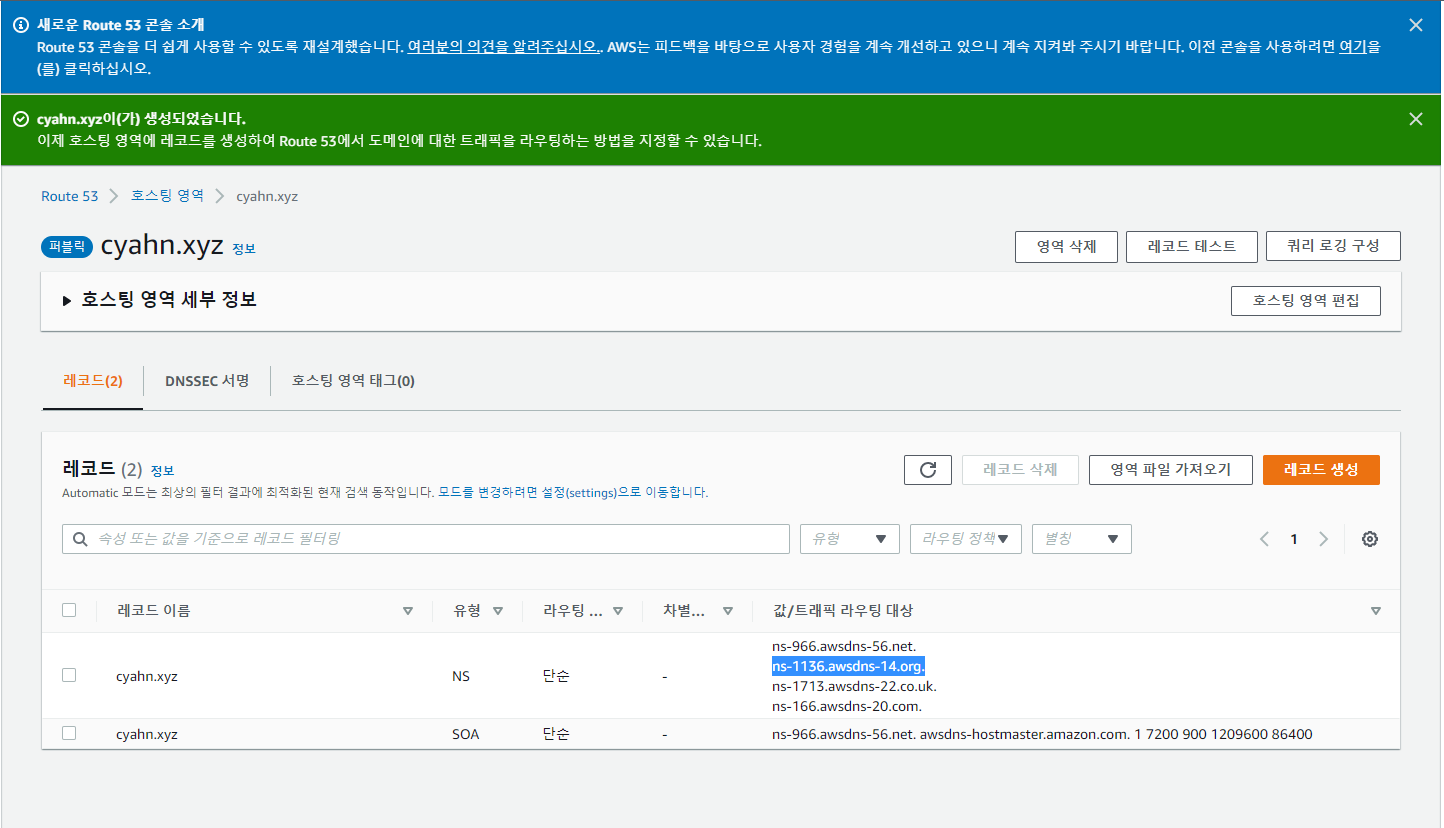 새로운 Route 53 콘솔 소개
Route 53 콘솔을 더 쉽게 사용할 수 있도록 재설계했습니다. 여러분의 의견을 알려주십시오.. AWS는 피드백을 바탕으로 사용자 경험을 계속 개선하고 있으니 계속 지켜봐 주시기 바랍니다. 이전 콘솔을 사용하려면 여기을
(를) 클릭하십시오.
cyahn.xyz이(가) 생성되었습니다.
이제 호스팅 영역에 레코드를 생성하여 Route 53에서 도메인에 대한 트래픽을 라우팅하는 방법을 지정할 수 있습니다.
Route 53 호스팅 영역 cyahn.xyz
퍼블릭 cyahn.xyz 정보 영역 삭제 레코드 테스트 쿼리 로깅 구성
호스팅 영역 세부 정보 호스팅 영역 편집
레코드(2) DNSSEC 서명 호스팅 영역 태그(0)
레코드 (2) 정보 레코드 삭제 영역 파일 가져오기 레코드 생성
Automatic 모드는 최상의 필터 결과에 최적화된 현재 검색 동작입니다. 모드를 변경하려면 설정(settings)으로 이동합니다.
속성 또는 값을 기준으로 레코드 필터링 유형 라우팅 정책 별칭 1
레코드 이름 유형 라우팅 ... 차별... 값/트래픽 라우팅 대상
ns-966.awsdns-56.net.
ns-1136.awsdns-14.org.
cyahn.xyz NS 단순 -
ns-1713.awsdns-22.co.uk.
ns-166.awsdns-20.com.
cyahn.xyz SOA 단순 - ns-966.awsdns-56.net. awsdns-hostmaster.amazon.com. 1 7200 900 1209600 86400